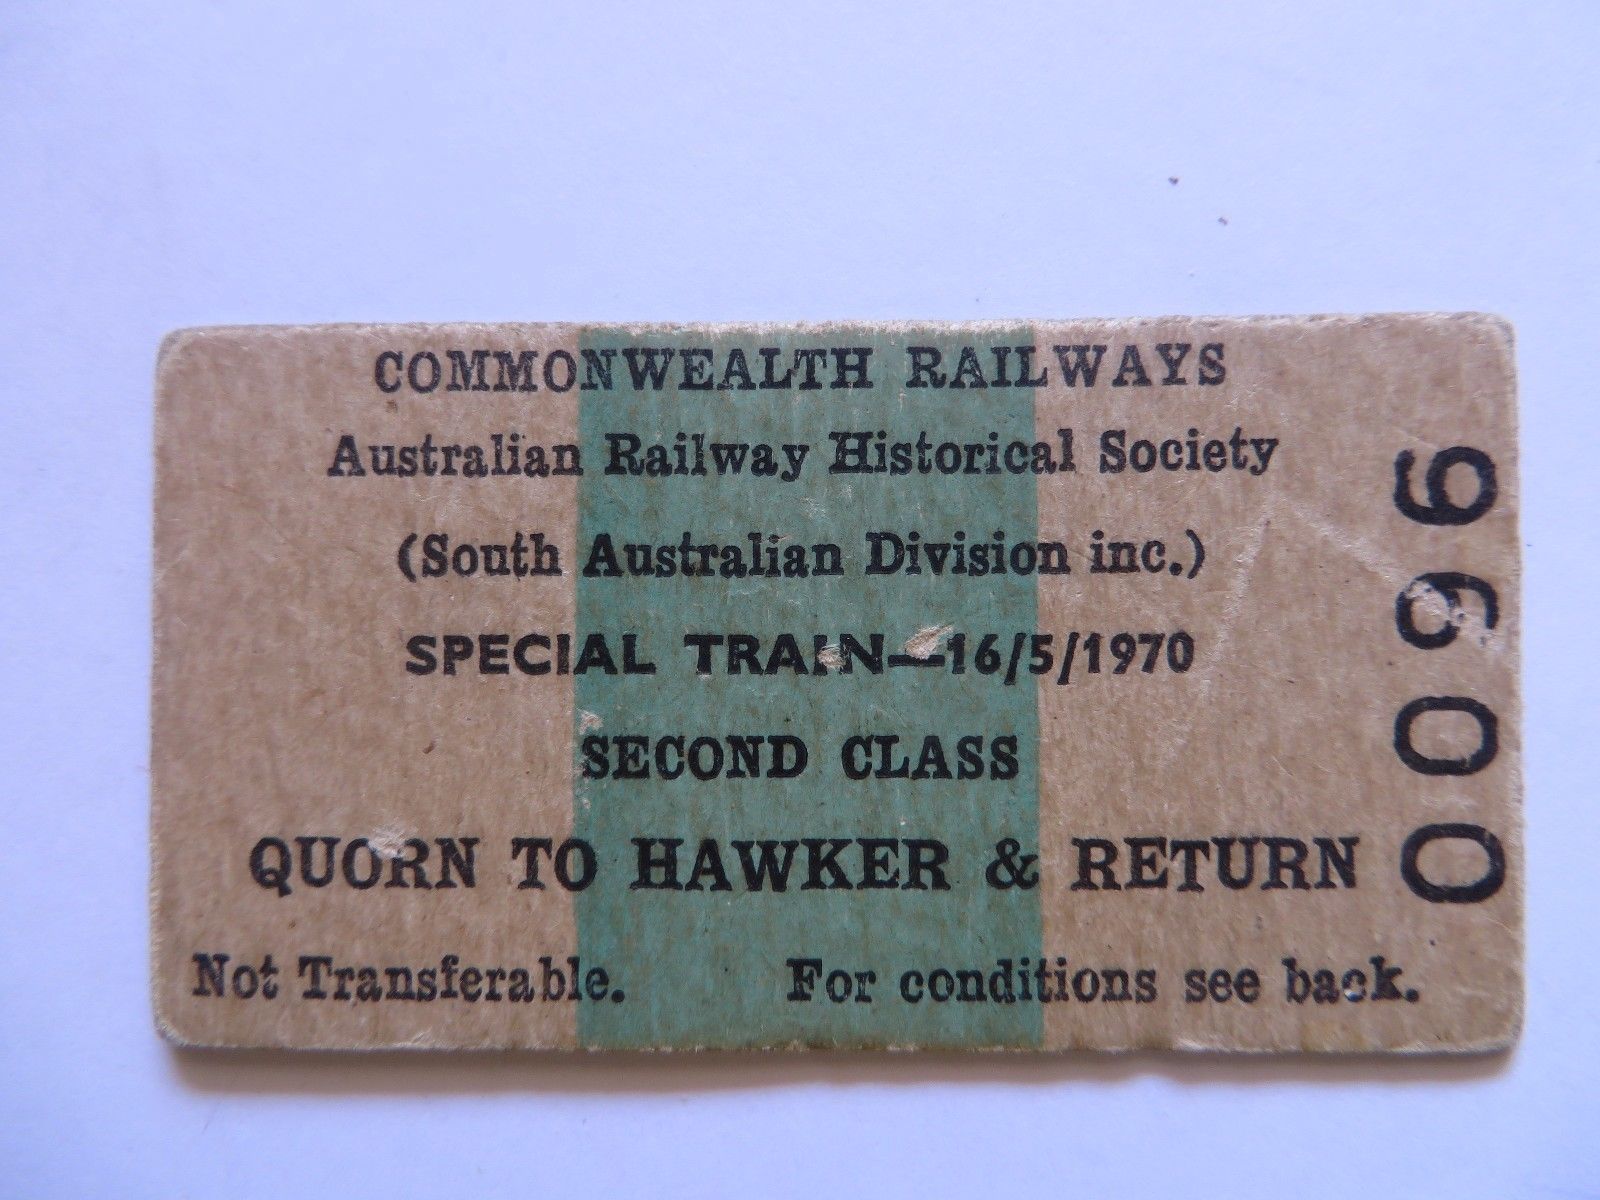 COMMONWEALTH RAILWAYS
Australian Railway Historical Society
(South Australian Division inc.)
SPECIAL TRAIN—16/5/1970
SECOND CLASS
QUORN TO HAWKER & RETURN
Not Transferable. For conditions see back.
0096